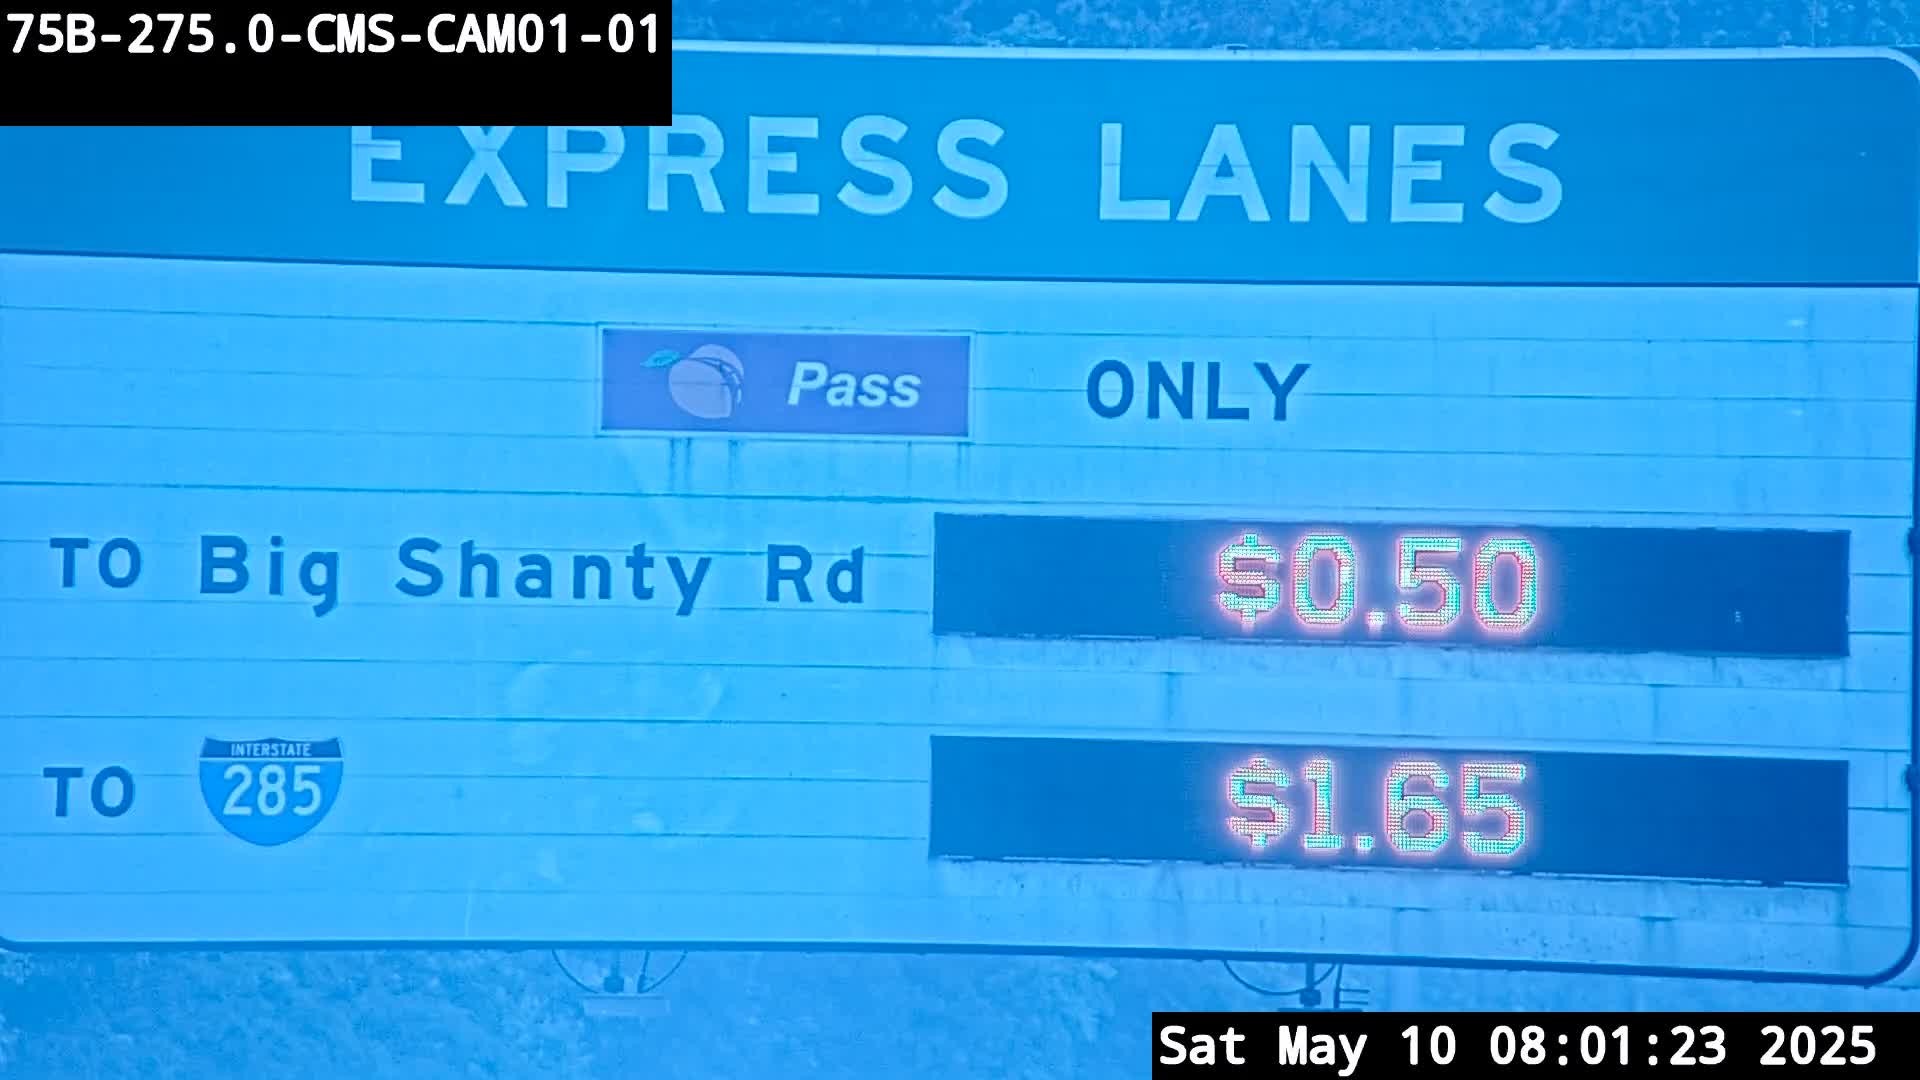 75B-275.0-CMS-CAM01-01
EXPRESS LANES
Pass ONLY
TO Big Shanty Rd $0.50
INTERSTATE
TO 285 $1.65
Sat May 10 08:01:23 2025